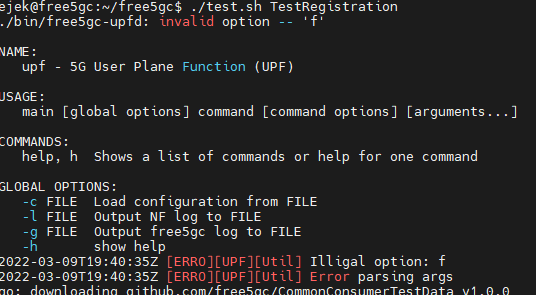 ejek@free5gc:~/free5gc$ ./test.sh TestRegistration
./bin/free5gc-upfd: invalid option -- 'f'
NAME:
upf - 5G User Plane Function (UPF)
USAGE:
main [global options] command [command options] [arguments...]
COMMANDS:
help, h  Shows a list of commands or help for one command
GLOBAL OPTIONS:
-c FILE  Load configuration from FILE
-l FILE  Output NF log to FILE
-g FILE  Output free5gc log to FILE
-h       show help
2022-03-09T19:40:35Z [ERRO][UPF][Util] Illigal option: f
2022-03-09T19:40:35Z [ERRO][UPF][Util] Error parsing args
go: downloading github.com/free5gc/CommonConsumerTestData v1.0.0